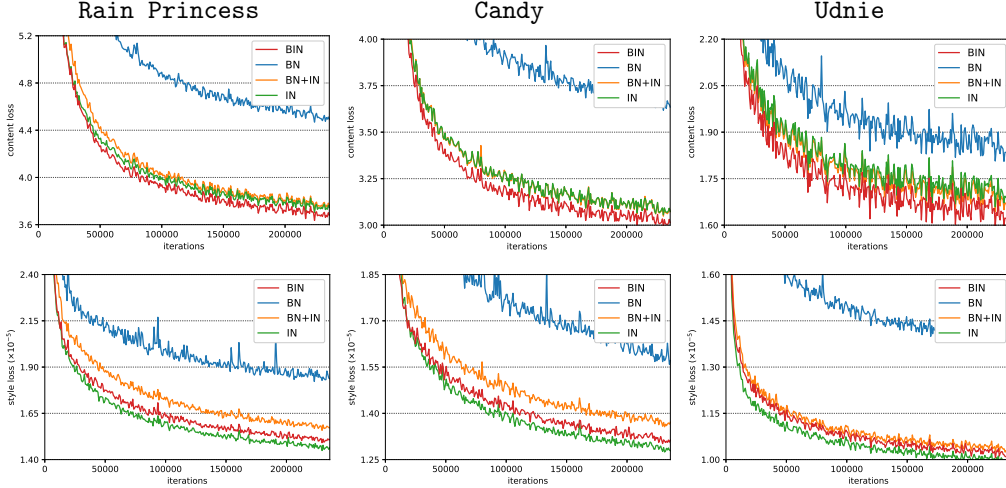 Rain Princess
Candy
Udnie
5.2
4.8
4.4
4.0
3.6
content loss
0
50000
100000
150000
200000
iterations
BIN
BN
BN+IN
IN
4.00
3.75
3.50
3.25
3.00
content loss
0
50000
100000
150000
200000
iterations
BIN
BN
BN+IN
IN
2.20
2.05
1.90
1.75
1.60
content loss
0
50000
100000
150000
200000
iterations
BIN
BN
BN+IN
IN
2.40
2.15
1.90
1.65
1.40
style loss (×10⁻⁵)
0
50000
100000
150000
200000
iterations
BIN
BN
BN+IN
IN
1.85
1.70
1.55
1.40
1.25
style loss (×10⁻⁵)
0
50000
100000
150000
200000
iterations
BIN
BN
BN+IN
IN
1.60
1.45
1.30
1.15
1.00
style loss (×10⁻⁵)
0
50000
100000
150000
200000
iterations
BIN
BN
BN+IN
IN